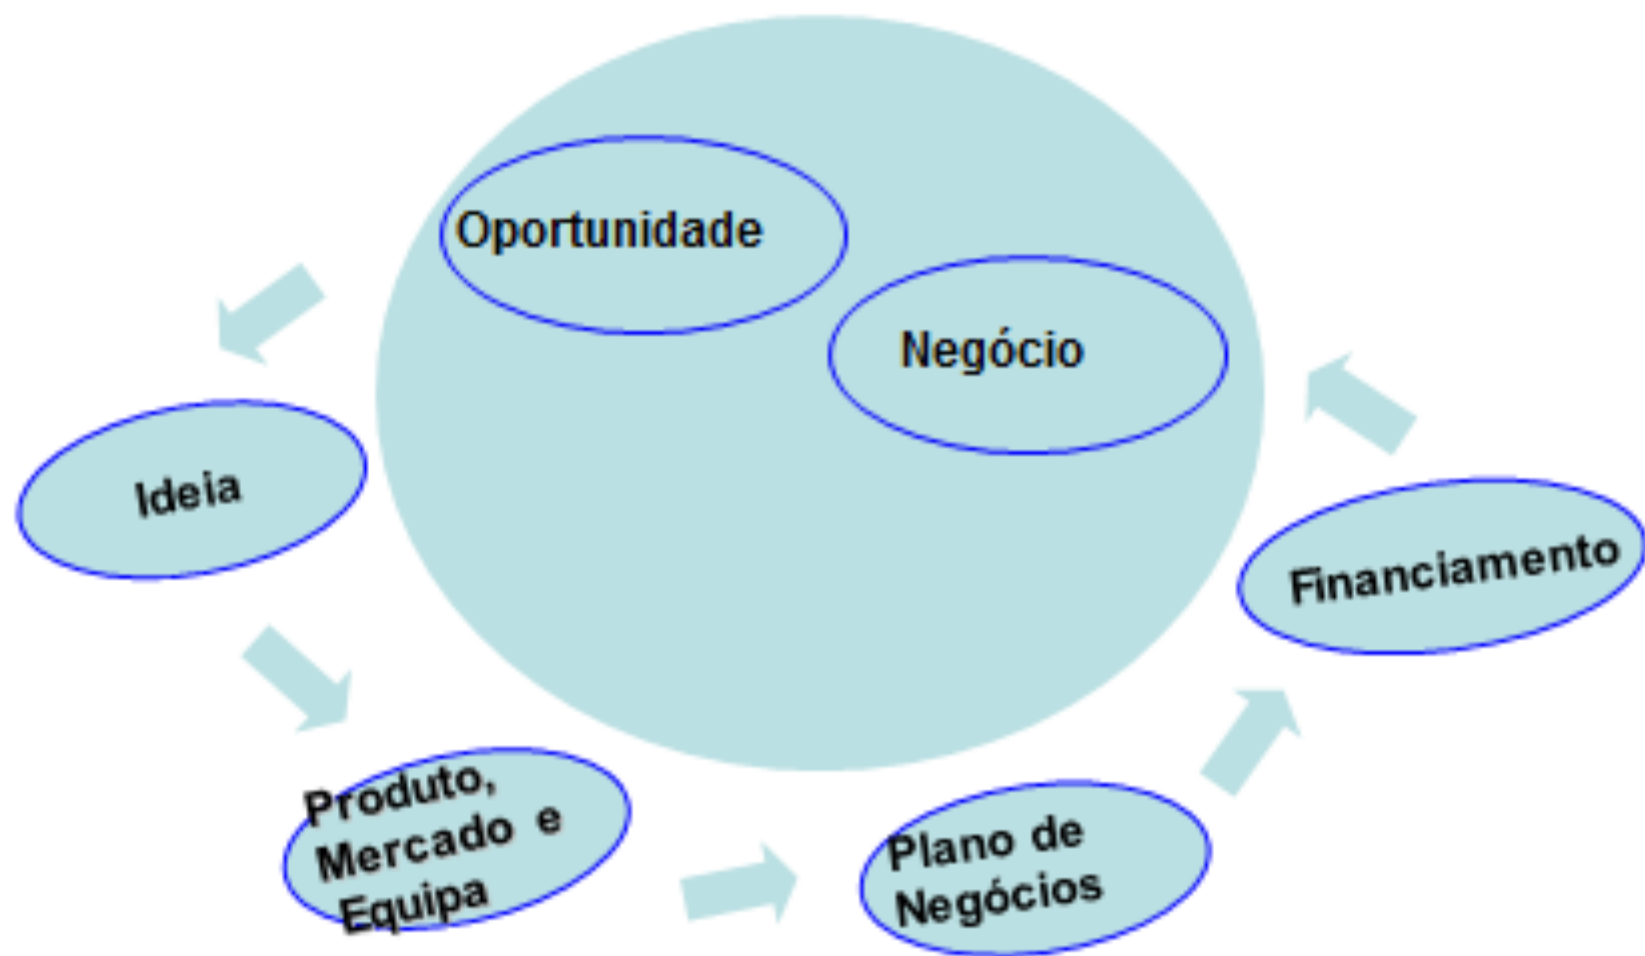 Oportunidade
Negócio
Ideia
Financiamento
Produto,
Mercado e
Equipa
Plano de
Negócios